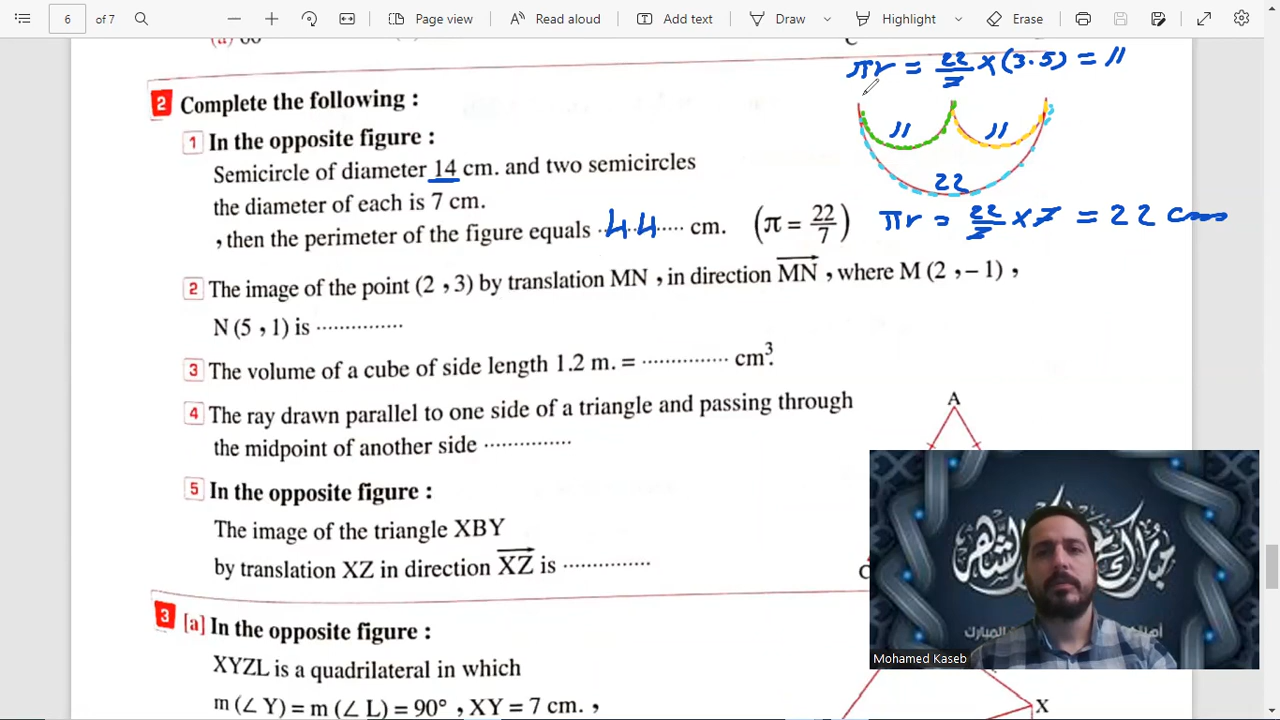 6 of 7
Page view
Read aloud
Add text
Draw
Highlight
Erase
C
πr = 22/7 × (3.5) = 11
2 Complete the following :
1 In the opposite figure :
Semicircle of diameter 14 cm. and two semicircles
the diameter of each is 7 cm.
, then the perimeter of the figure equals 44 cm. (π = 22/7)
11
11
22
πr = 22/7 × 7 = 22 cm
2 The image of the point (2 , 3) by translation MN , in direction MN , where M (2 , – 1) ,
N (5 , 1) is ···············
3 The volume of a cube of side length 1.2 m. = ··············· cm³.
4 The ray drawn parallel to one side of a triangle and passing through
the midpoint of another side ···············
A
5 In the opposite figure :
The image of the triangle XBY
by translation XZ in direction XZ is ···············
3 [a] In the opposite figure :
XYZL is a quadrilateral in which
m (∠ Y) = m (∠ L) = 90° , XY = 7 cm. ,
X
مبارك
الشهر
المبارك
Mohamed Kaseb